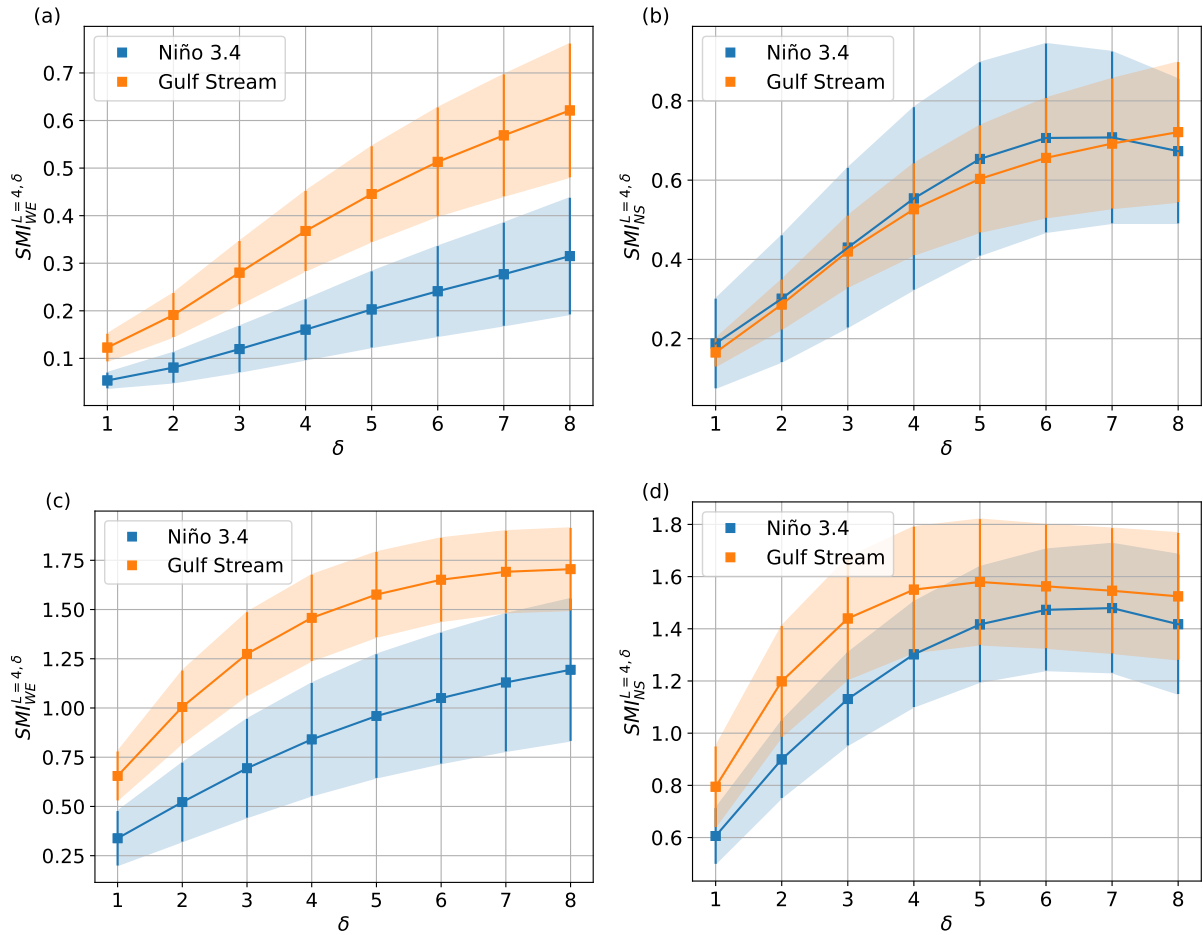 (a)
Niño 3.4
Gulf Stream
0.7
0.6
0.5
0.4
0.3
0.2
0.1
SMI_{WE}^{L=4,δ}
1 2 3 4 5 6 7 8
δ
(b)
Niño 3.4
Gulf Stream
0.8
0.6
0.4
0.2
SMI_{NS}^{L=4,δ}
1 2 3 4 5 6 7 8
δ
(c)
Niño 3.4
Gulf Stream
1.75
1.50
1.25
1.00
0.75
0.50
0.25
SMI_{WE}^{L=4,δ}
1 2 3 4 5 6 7 8
δ
(d)
Niño 3.4
Gulf Stream
1.8
1.6
1.4
1.2
1.0
0.8
0.6
SMI_{NS}^{L=4,δ}
1 2 3 4 5 6 7 8
δ